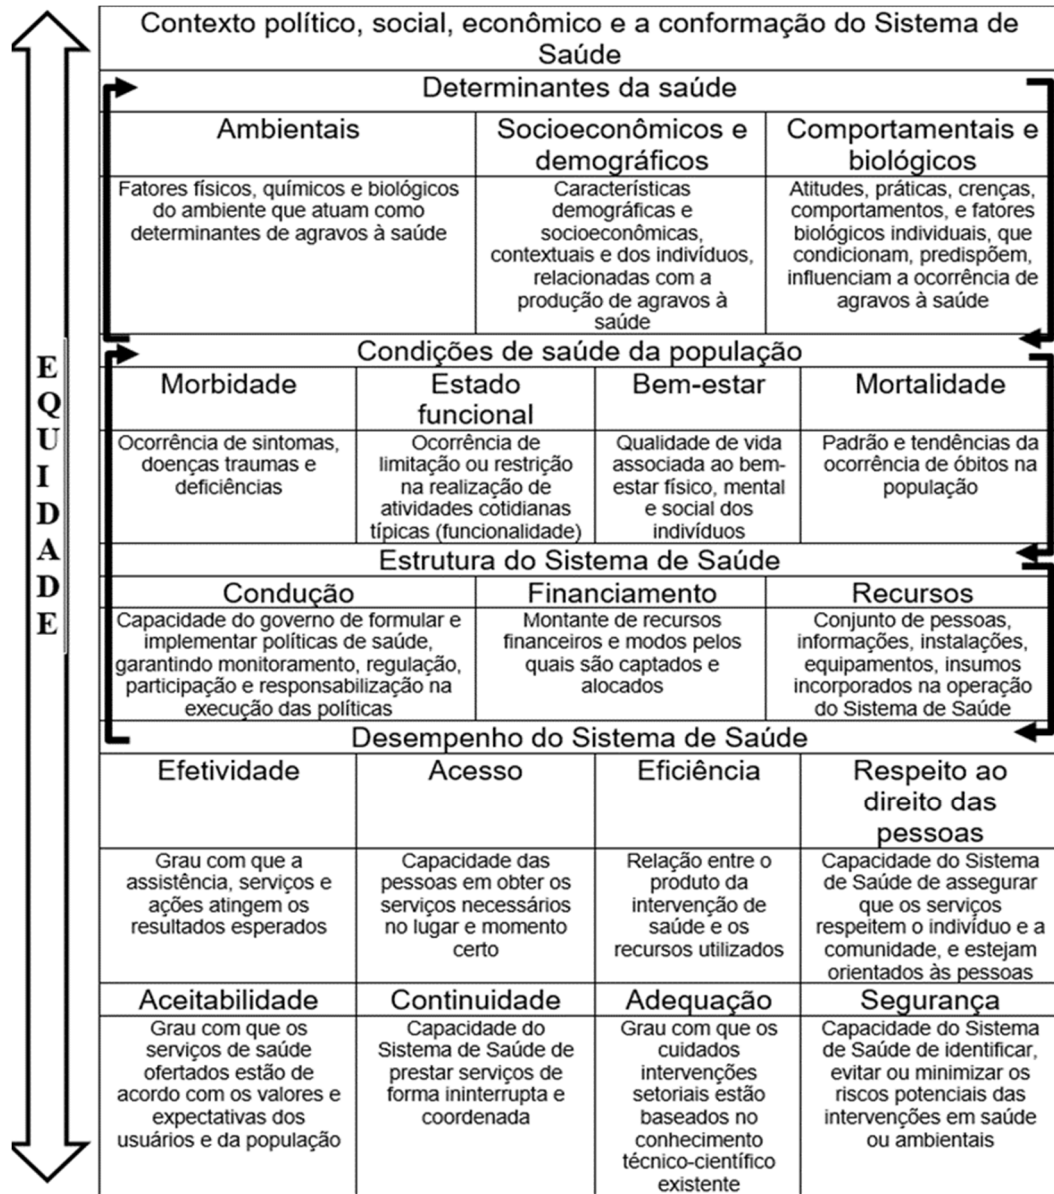 Contexto político, social, econômico e a conformação do Sistema de
Saúde
Determinantes da saúde
Ambientais
Socioeconômicos e
demográficos
Comportamentais e
biológicos
Fatores físicos, químicos e biológicos
do ambiente que atuam como
determinantes de agravos à saúde
Características
demográficas e
socioeconômicas,
contextuais e dos indivíduos,
relacionadas com a
produção de agravos à
saúde
Atitudes, práticas, crenças,
comportamentos, e fatores
biológicos individuais, que
condicionam, predispõem,
influenciam a ocorrência de
agravos à saúde
EQUIDADE
Condições de saúde da população
Morbidade
Estado
funcional
Bem-estar
Mortalidade
Ocorrência de sintomas,
doenças traumas e
deficiências
Ocorrência de
limitação ou restrição
na realização de
atividades cotidianas
típicas (funcionalidade)
Qualidade de vida
associada ao bem-
estar físico, mental
e social dos
indivíduos
Padrão e tendências da
ocorrência de óbitos na
população
Estrutura do Sistema de Saúde
Condução
Financiamento
Recursos
Capacidade do governo de formular e
implementar políticas de saúde,
garantindo monitoramento, regulação,
participação e responsabilização na
execução das políticas
Montante de recursos
financeiros e modos pelos
quais são captados e
alocados
Conjunto de pessoas,
informações, instalações,
equipamentos, insumos
incorporados na operação
do Sistema de Saúde
Desempenho do Sistema de Saúde
Efetividade
Acesso
Eficiência
Respeito ao
direito das
pessoas
Grau com que a
assistência, serviços e
ações atingem os
resultados esperados
Capacidade das
pessoas em obter os
serviços necessários
no lugar e momento
certo
Relação entre o
produto da
intervenção de
saúde e os
recursos utilizados
Capacidade do Sistema
de Saúde de assegurar
que os serviços
respeitem o indivíduo e a
comunidade, e estejam
orientados às pessoas
Aceitabilidade
Continuidade
Adequação
Segurança
Grau com que os
serviços de saúde
ofertados estão de
acordo com os valores e
expectativas dos
usuários e da população
Capacidade do
Sistema de Saúde de
prestar serviços de
forma ininterrupta e
coordenada
Grau com que os
cuidados
intervenções
setoriais estão
baseados no
conhecimento
técnico-científico
existente
Capacidade do Sistema
de Saúde de identificar,
evitar ou minimizar os
riscos potenciais das
intervenções em saúde
ou ambientais